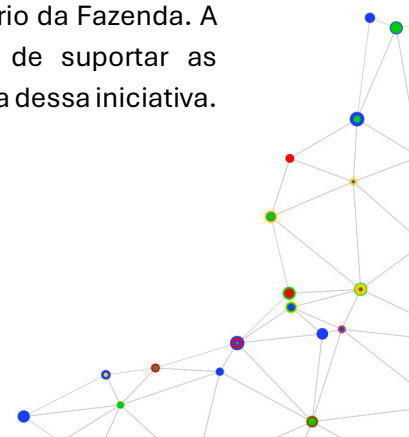 rio da Fazenda. A
de suportar as
a dessa iniciativa.